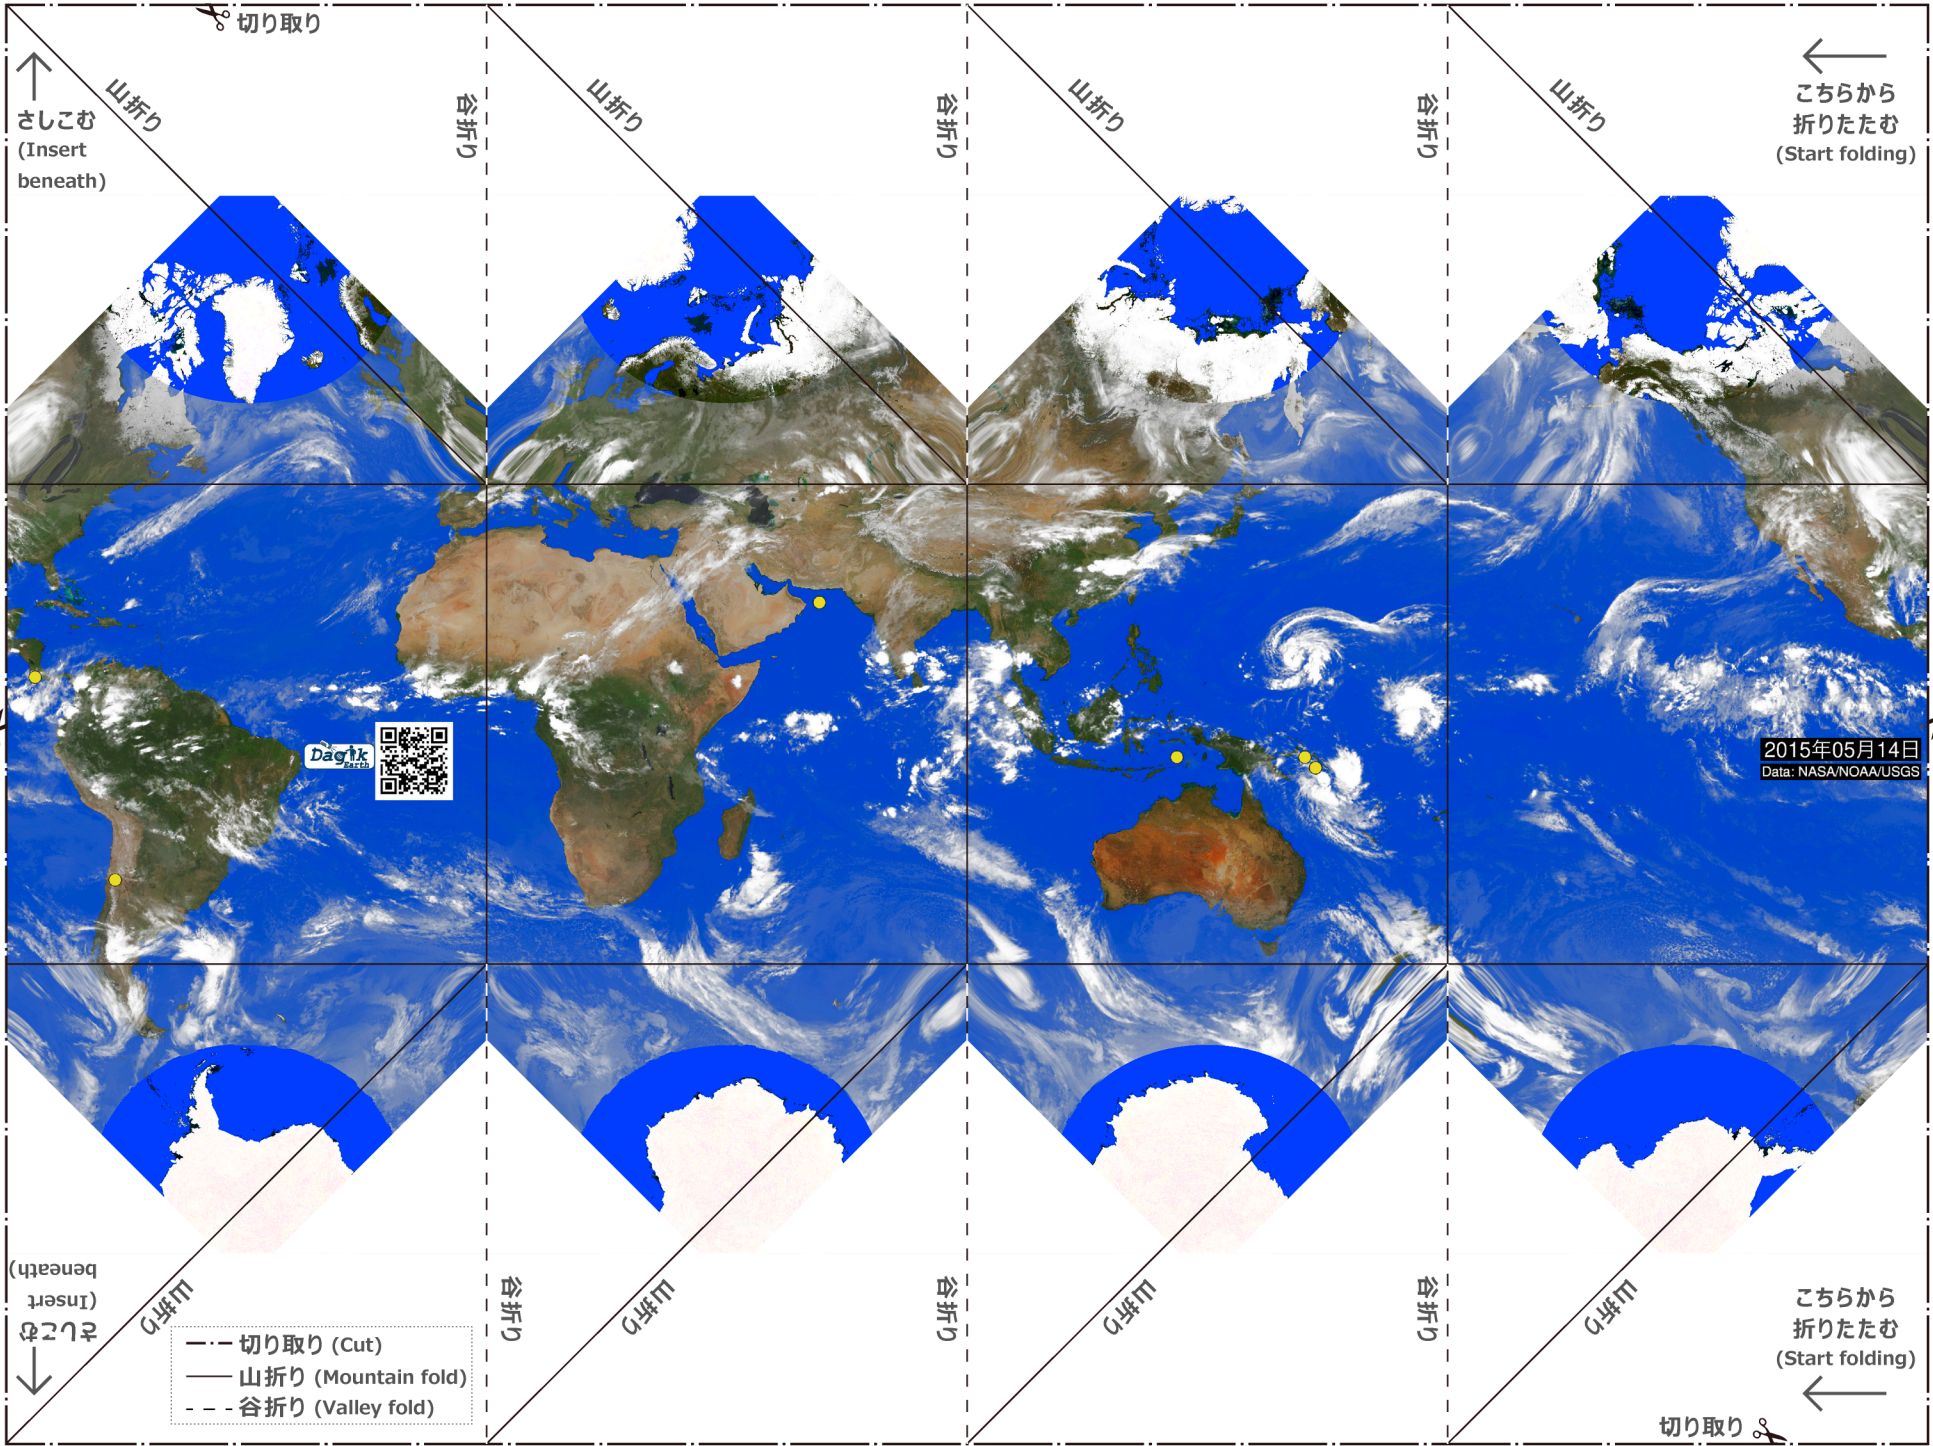 切り取り
山折り
谷折り
山折り
谷折り
山折り
谷折り
山折り
さしこむ
(Insert
beneath)
こちらから
折りたたむ
(Start folding)
Dagik
Earth
2015年05月14日
Data: NASA/NOAA/USGS
さしこむ
(Insert
beneath)
山折り
谷折り
山折り
谷折り
山折り
谷折り
山折り
こちらから
折りたたむ
(Start folding)
切り取り (Cut)
山折り (Mountain fold)
谷折り (Valley fold)
切り取り